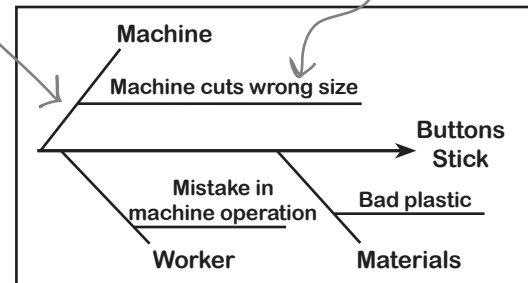 Machine
Machine cuts wrong size
Buttons
Stick
Mistake in
machine operation
Bad plastic
Worker
Materials